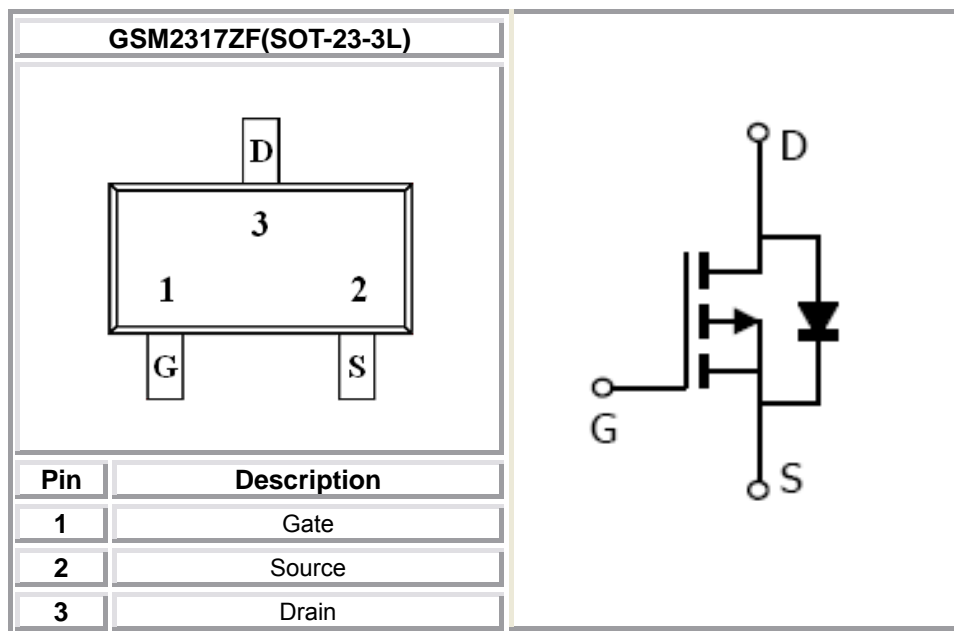 GSM2317ZF(SOT-23-3L)
D
3
1 2
G S
Pin Description
1 Gate
2 Source
3 Drain
D
G
S